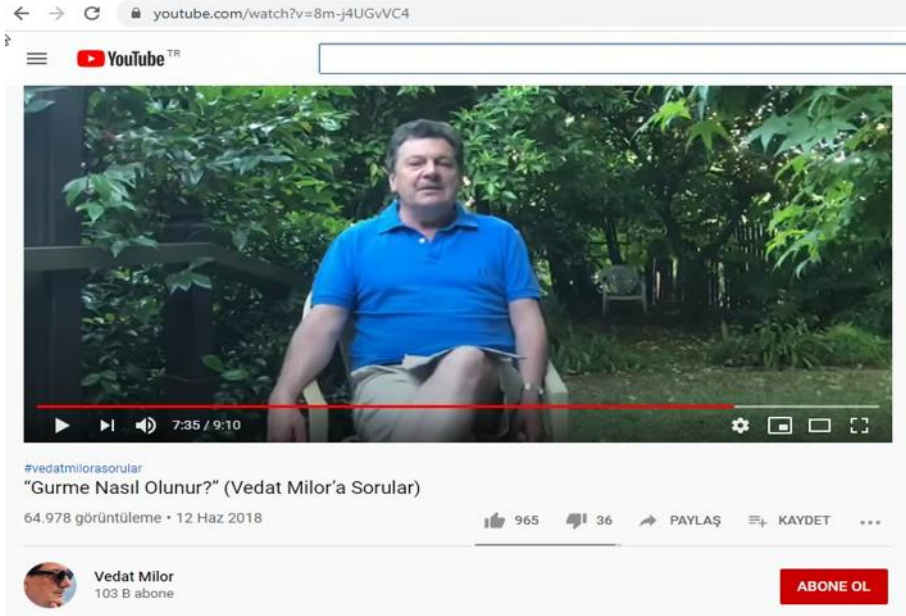 youtube.com/watch?v=8m-j4UGvVC4
YouTube TR
7:35 / 9:10
#vedatmilorasorular
“Gurme Nasıl Olunur?” (Vedat Milor’a Sorular)
64.978 görüntüleme • 12 Haz 2018 965 36 PAYLAŞ KAYDET
Vedat Milor
103 B abone
ABONE OL